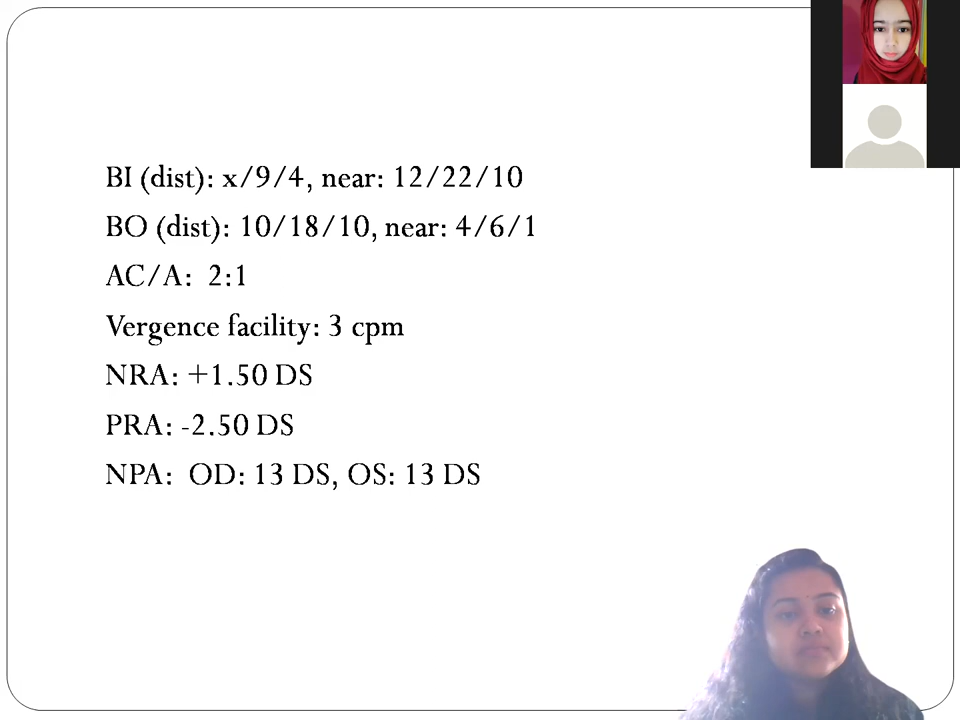 BI (dist): x/9/4, near: 12/22/10
BO (dist): 10/18/10, near: 4/6/1
AC/A: 2:1
Vergence facility: 3 cpm
NRA: +1.50 DS
PRA: -2.50 DS
NPA: OD: 13 DS, OS: 13 DS